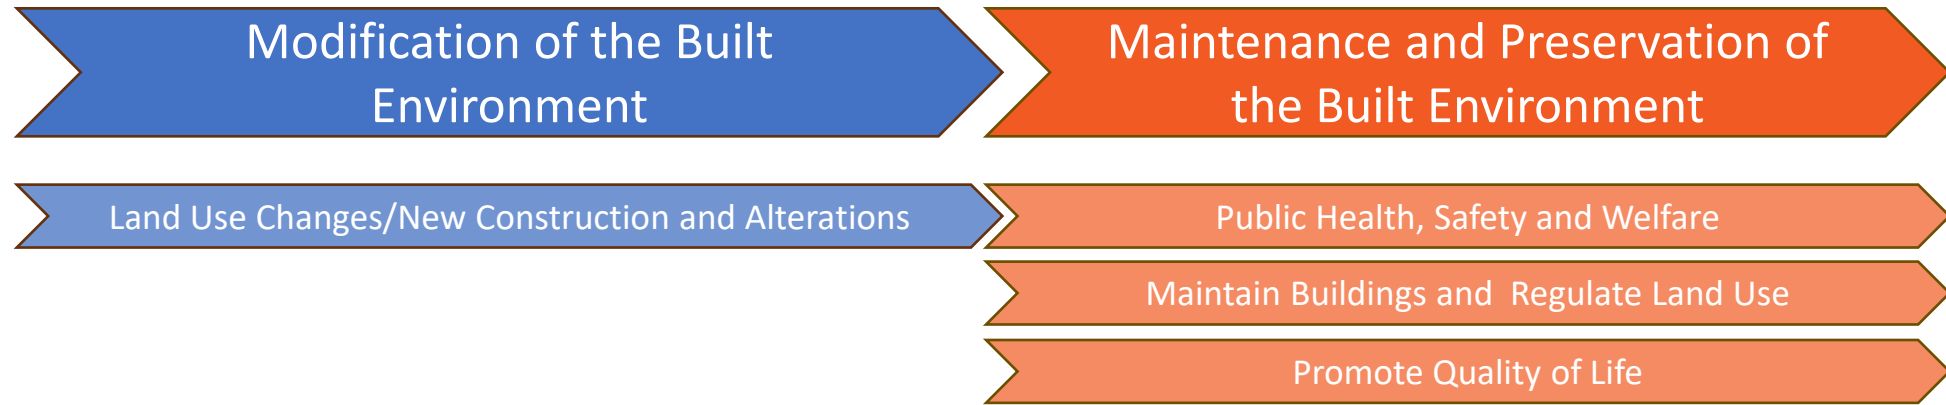 Modification of the Built
Environment
Maintenance and Preservation of
the Built Environment
Land Use Changes/New Construction and Alterations
Public Health, Safety and Welfare
Maintain Buildings and  Regulate Land Use
Promote Quality of Life